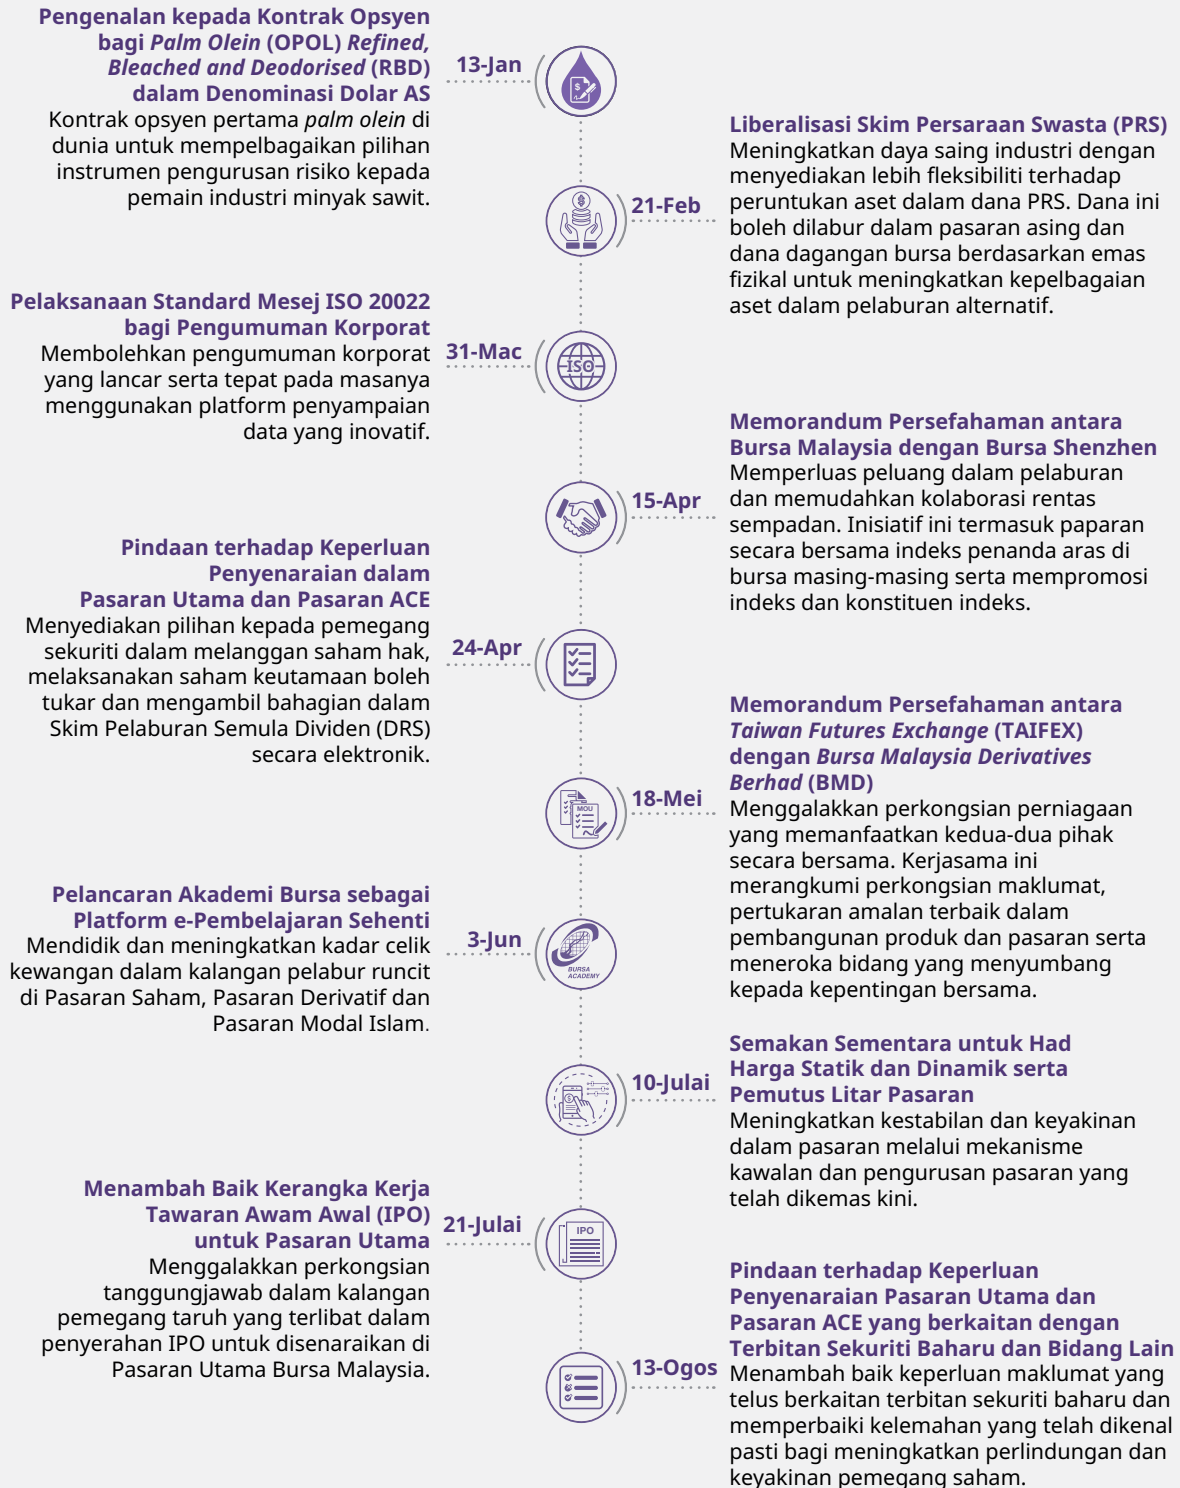 Pengenalan kepada Kontrak Opsyen
bagi Palm Olein (OPOL) Refined,
Bleached and Deodorised (RBD)
dalam Denominasi Dolar AS
Kontrak opsyen pertama palm olein di
dunia untuk mempelbagaikan pilihan
instrumen pengurusan risiko kepada
pemain industri minyak sawit.
13-Jan
$
Liberalisasi Skim Persaraan Swasta (PRS)
Meningkatkan daya saing industri dengan
menyediakan lebih fleksibiliti terhadap
peruntukan aset dalam dana PRS. Dana ini
boleh dilabur dalam pasaran asing dan
dana dagangan bursa berdasarkan emas
fizikal untuk meningkatkan kepelbagaian
aset dalam pelaburan alternatif.
21-Feb
$
Pelaksanaan Standard Mesej ISO 20022
bagi Pengumuman Korporat
Membolehkan pengumuman korporat
yang lancar serta tepat pada masanya
menggunakan platform penyampaian
data yang inovatif.
31-Mac
ISO
Memorandum Persefahaman antara
Bursa Malaysia dengan Bursa Shenzhen
Memperluas peluang dalam pelaburan
dan memudahkan kolaborasi rentas
sempadan. Inisiatif ini termasuk paparan
secara bersama indeks penanda aras di
bursa masing-masing serta mempromosi
indeks dan konstituen indeks.
15-Apr
Pindaan terhadap Keperluan
Penyenaraian dalam
Pasaran Utama dan Pasaran ACE
Menyediakan pilihan kepada pemegang
sekuriti dalam melanggan saham hak,
melaksanakan saham keutamaan boleh
tukar dan mengambil bahagian dalam
Skim Pelaburan Semula Dividen (DRS)
secara elektronik.
24-Apr
Memorandum Persefahaman antara
Taiwan Futures Exchange (TAIFEX)
dengan Bursa Malaysia Derivatives
Berhad (BMD)
Menggalakkan perkongsian perniagaan
yang memanfaatkan kedua-dua pihak
secara bersama. Kerjasama ini
merangkumi perkongsian maklumat,
pertukaran amalan terbaik dalam
pembangunan produk dan pasaran serta
meneroka bidang yang menyumbang
kepada kepentingan bersama.
18-Mei
MOU
Pelancaran Akademi Bursa sebagai
Platform e-Pembelajaran Sehenti
Mendidik dan meningkatkan kadar celik
kewangan dalam kalangan pelabur runcit
di Pasaran Saham, Pasaran Derivatif dan
Pasaran Modal Islam.
3-Jun
BURSA
ACADEMY
Semakan Sementara untuk Had
Harga Statik dan Dinamik serta
Pemutus Litar Pasaran
Meningkatkan kestabilan dan keyakinan
dalam pasaran melalui mekanisme
kawalan dan pengurusan pasaran yang
telah dikemas kini.
10-Julai
$
Menambah Baik Kerangka Kerja
Tawaran Awam Awal (IPO)
untuk Pasaran Utama
Menggalakkan perkongsian
tanggungjawab dalam kalangan
pemegang taruh yang terlibat dalam
penyerahan IPO untuk disenaraikan di
Pasaran Utama Bursa Malaysia.
21-Julai
IPO
Pindaan terhadap Keperluan
Penyenaraian Pasaran Utama dan
Pasaran ACE yang berkaitan dengan
Terbitan Sekuriti Baharu dan Bidang Lain
Menambah baik keperluan maklumat yang
telus berkaitan terbitan sekuriti baharu dan
memperbaiki kelemahan yang telah dikenal
pasti bagi meningkatkan perlindungan dan
keyakinan pemegang saham.
13-Ogos